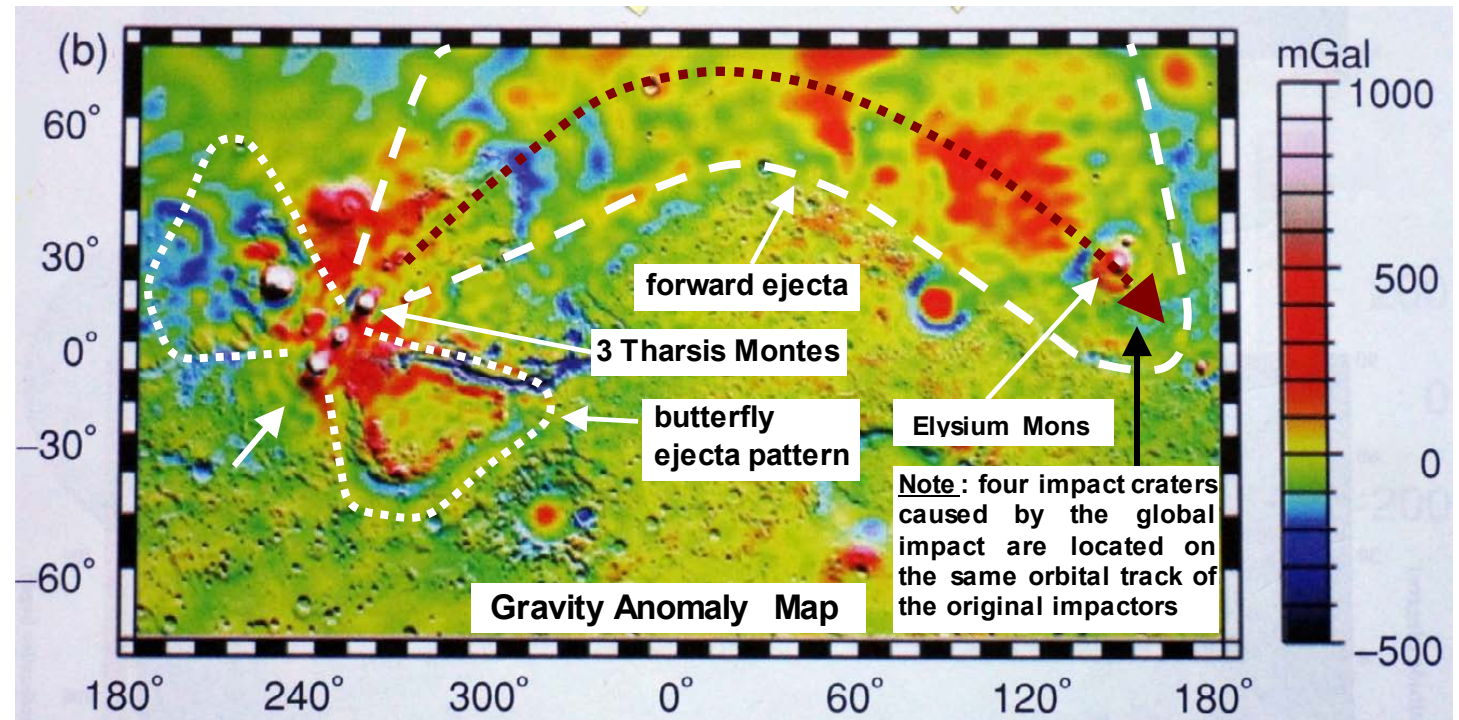 (b)
mGal
1000
500
0
−500
60°
30°
0°
−30°
−60°
forward ejecta
3 Tharsis Montes
butterfly
ejecta pattern
Elysium Mons
Note : four impact craters
caused by the global
impact are located on
the same orbital track of
the original impactors
Gravity Anomaly Map
180°
240°
300°
0°
60°
120°
180°